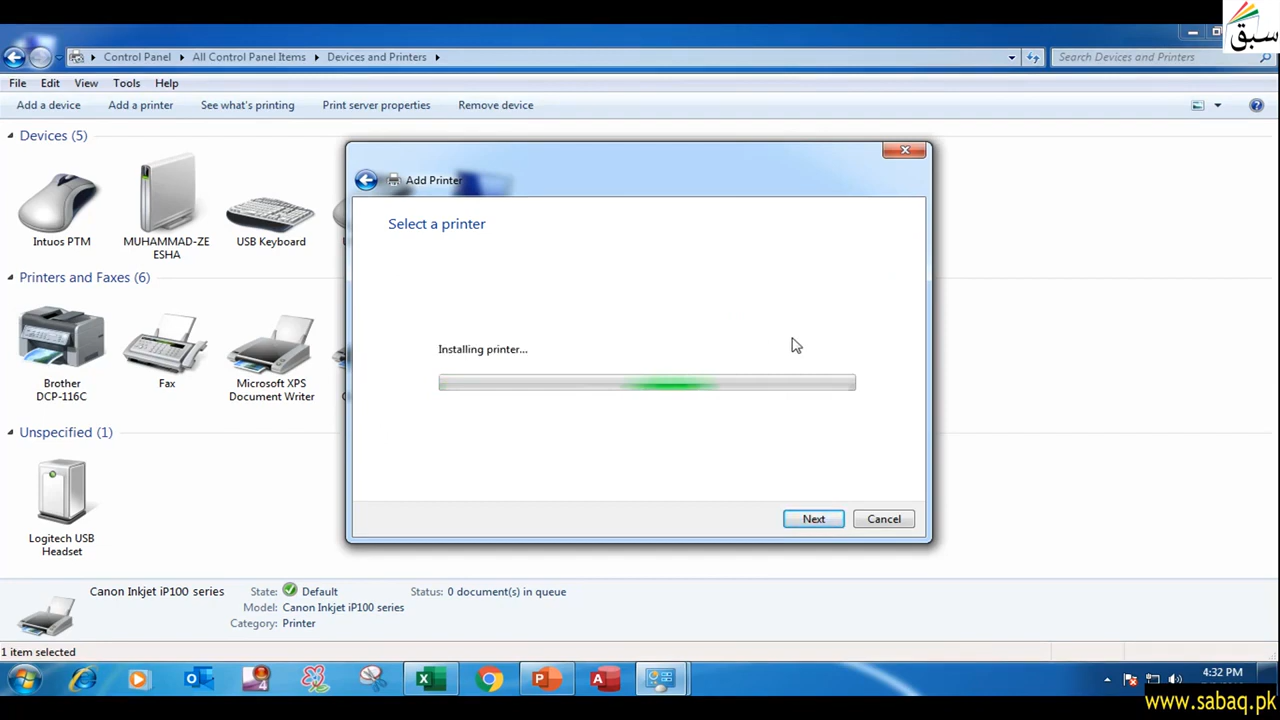 سبق
Control Panel
All Control Panel Items
Devices and Printers
Search Devices and Printers
File Edit View Tools Help
Add a device Add a printer See what's printing Print server properties Remove device
Devices (5)
Intuos PTM
MUHAMMAD-ZE
ESHA
USB Keyboard
Printers and Faxes (6)
Brother
DCP-116C
Fax
Microsoft XPS
Document Writer
Unspecified (1)
Logitech USB
Headset
Add Printer
Select a printer
Installing printer...
Next
Cancel
Canon Inkjet iP100 series
State: Default
Status: 0 document(s) in queue
Model: Canon Inkjet iP100 series
Category: Printer
1 item selected
4:32 PM
www.sabaq.pk